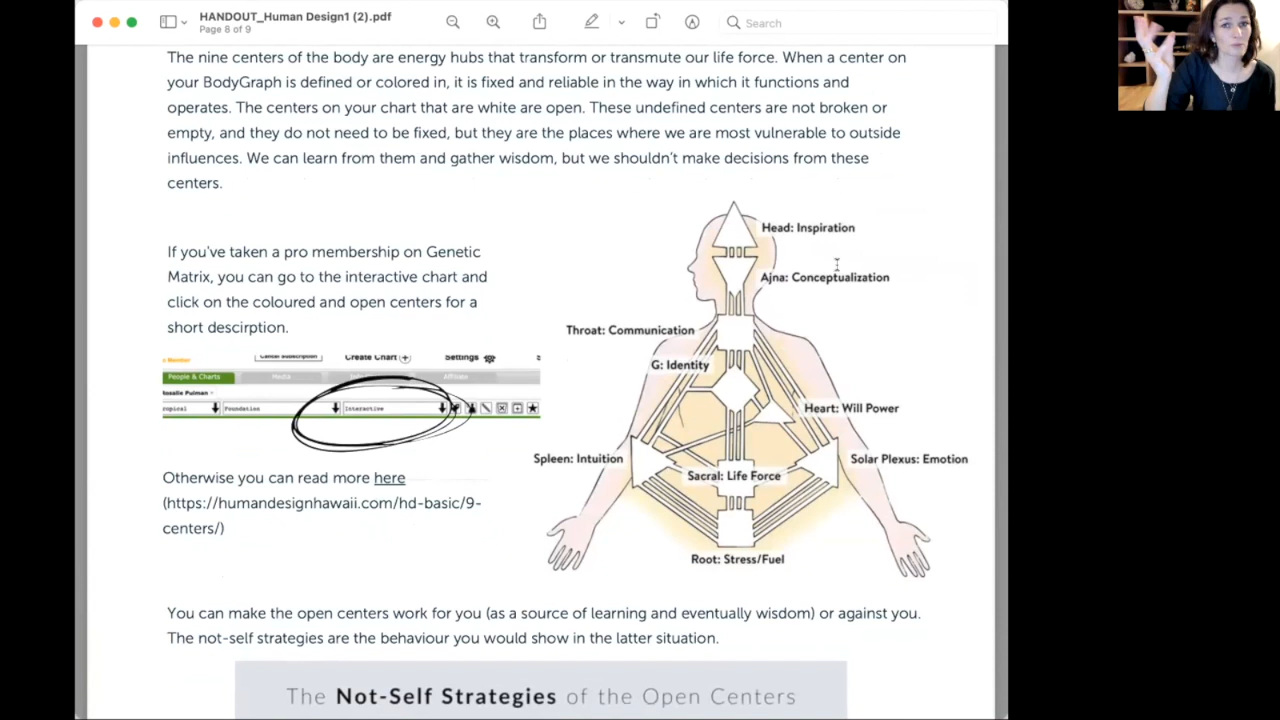 HANDOUT_Human Design1 (2).pdf
Page 8 of 9
Search
The nine centers of the body are energy hubs that transform or transmute our life force. When a center on
your BodyGraph is defined or colored in, it is fixed and reliable in the way in which it functions and
operates. The centers on your chart that are white are open. These undefined centers are not broken or
empty, and they do not need to be fixed, but they are the places where we are most vulnerable to outside
influences. We can learn from them and gather wisdom, but we shouldn't make decisions from these
centers.
If you've taken a pro membership on Genetic
Matrix, you can go to the interactive chart and
click on the coloured and open centers for a
short descirption.
Member
Cancel Subscription
Create Chart
Settings
People & Charts
Media
Affiliate
Rosalie Pulman
ropical
Foundation
Interactive
Otherwise you can read more here
(https://humandesignhawaii.com/hd-basic/9-
centers/)
Head: Inspiration
Ajna: Conceptualization
Throat: Communication
G: Identity
Heart: Will Power
Spleen: Intuition
Solar Plexus: Emotion
Sacral: Life Force
Root: Stress/Fuel
You can make the open centers work for you (as a source of learning and eventually wisdom) or against you.
The not-self strategies are the behaviour you would show in the latter situation.
The Not-Self Strategies of the Open Centers